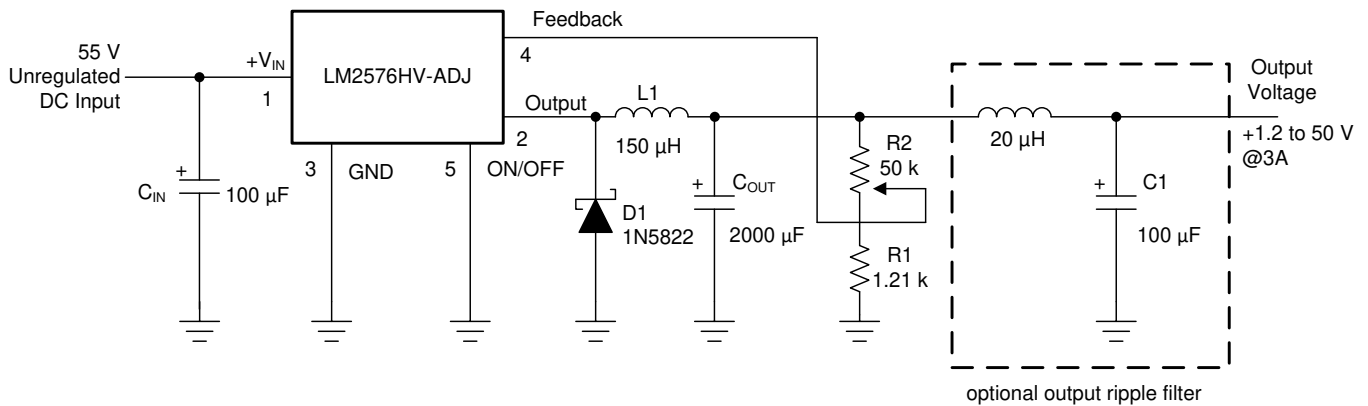 Feedback
4
55 V
Unregulated
DC Input
+VIN
1
LM2576HV-ADJ
Output
2
L1
150 µH
3
GND
5
ON/OFF
CIN
+
100 µF
D1
1N5822
+
COUT
2000 µF
R2
50 k
R1
1.21 k
20 µH
+
C1
100 µF
Output
Voltage
+1.2 to 50 V
@3A
optional output ripple filter